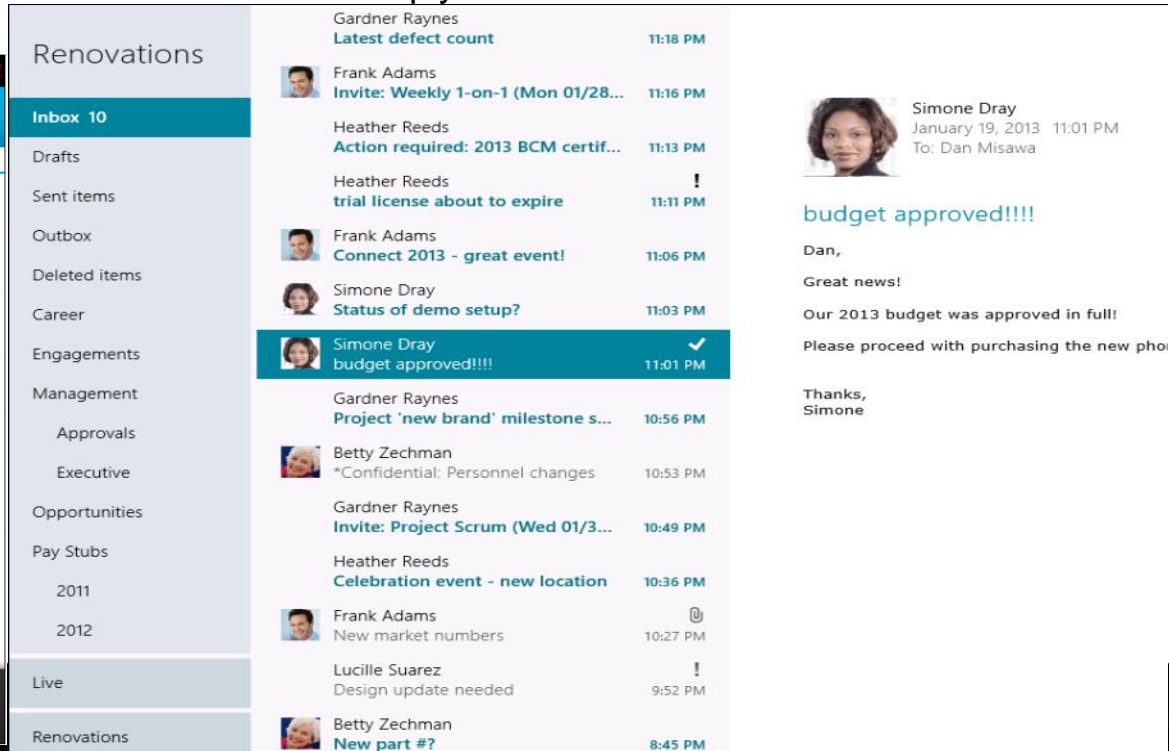 Renovations
Inbox 10
Drafts
Sent items
Outbox
Deleted items
Career
Engagements
Management
Approvals
Executive
Opportunities
Pay Stubs
2011
2012
Live
Renovations
Gardner Raynes
Latest defect count 11:18 PM
Frank Adams
Invite: Weekly 1-on-1 (Mon 01/28... 11:16 PM
Heather Reeds
Action required: 2013 BCM certif... 11:13 PM
Heather Reeds !
trial license about to expire 11:11 PM
Frank Adams
Connect 2013 - great event! 11:06 PM
Simone Dray
Status of demo setup? 11:03 PM
Simone Dray
budget approved!!!! 11:01 PM
Gardner Raynes
Project 'new brand' milestone s... 10:56 PM
Betty Zechman
*Confidential: Personnel changes 10:53 PM
Gardner Raynes
Invite: Project Scrum (Wed 01/3... 10:49 PM
Heather Reeds
Celebration event - new location 10:36 PM
Frank Adams
New market numbers 10:27 PM
Lucille Suarez !
Design update needed 9:52 PM
Betty Zechman
New part #? 8:45 PM
Simone Dray
January 19, 2013 11:01 PM
To: Dan Misawa
budget approved!!!!
Dan,
Great news!
Our 2013 budget was approved in full!
Please proceed with purchasing the new
Thanks,
Simone